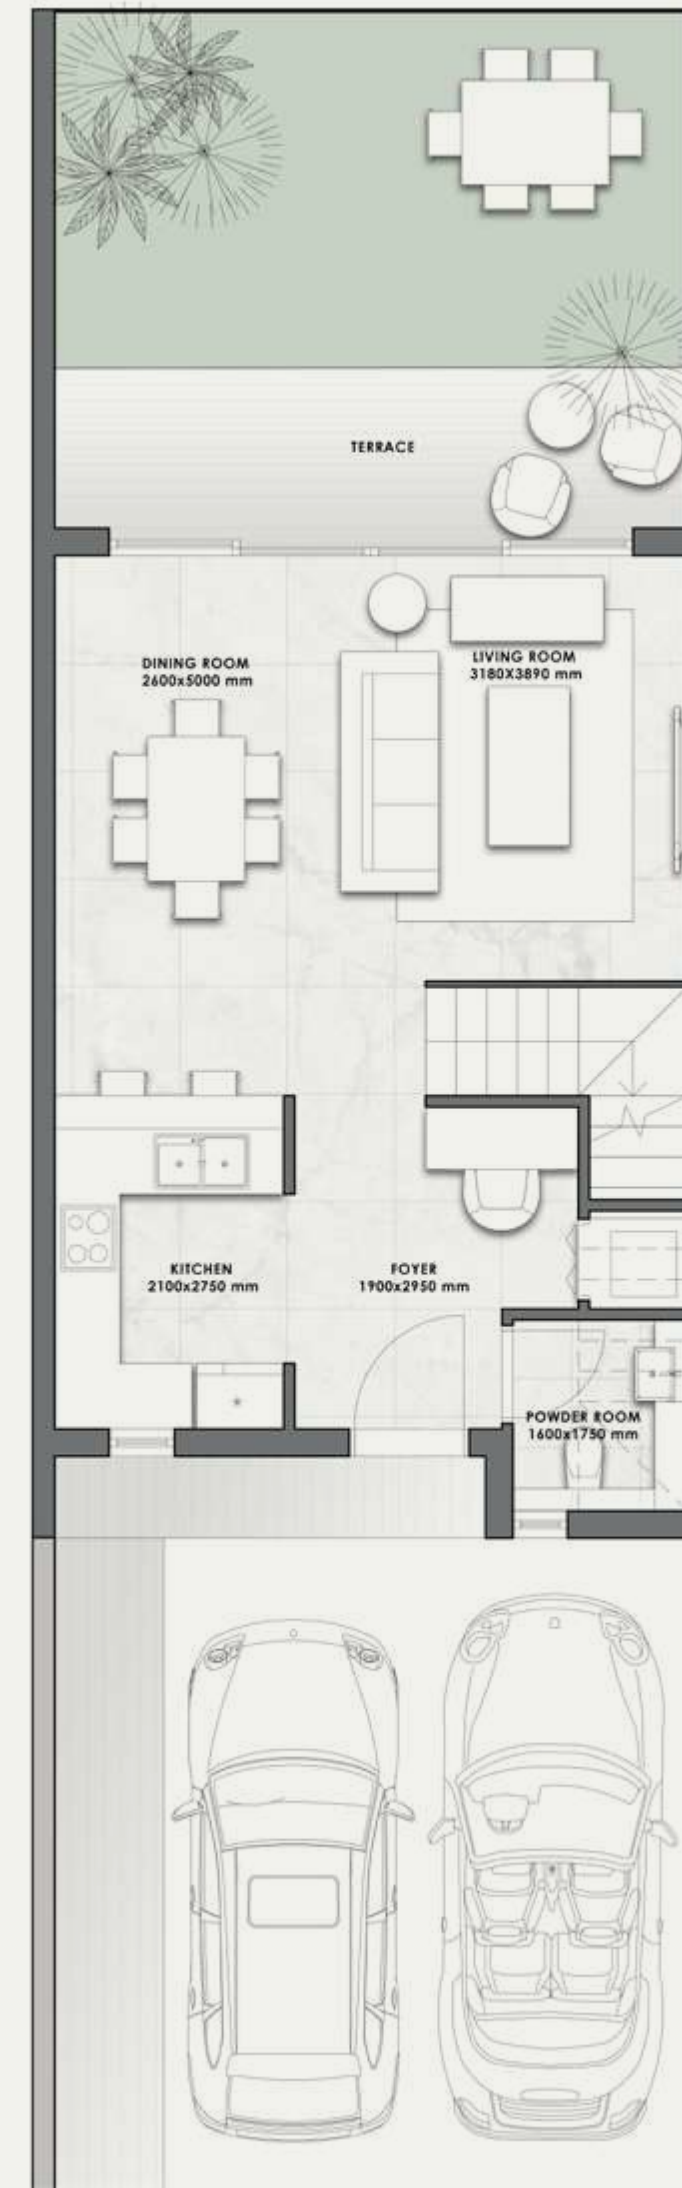 TERRACE
DINING ROOM
2600x5000 mm
LIVING ROOM
3180X3890 mm
KITCHEN
2100x2750 mm
FOYER
1900x2950 mm
POWDER ROOM
1600x1750 mm